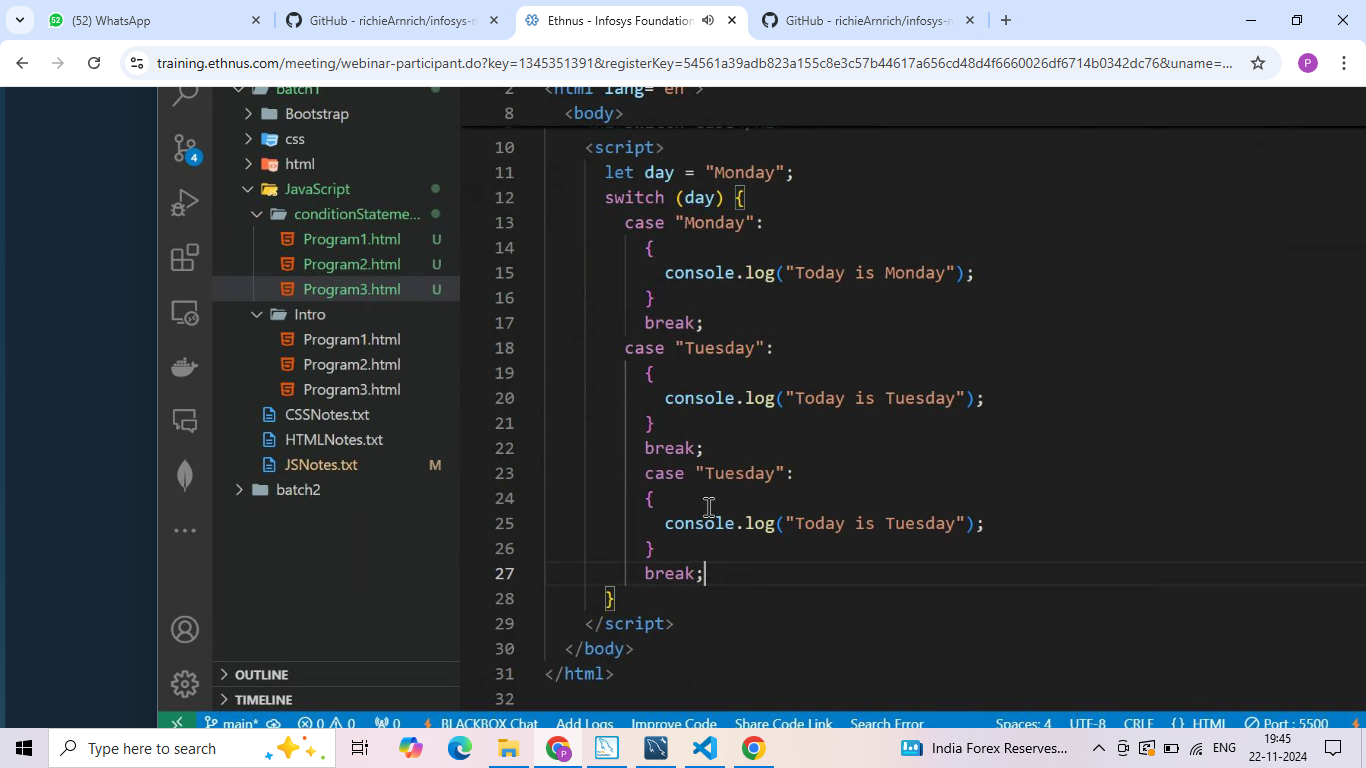 (52) WhatsApp
GitHub - richieArnrich/infosys-n
Ethnus - Infosys Foundation
GitHub - richieArnrich/infosys-n
training.ethnus.com/meeting/webinar-participant.do?key=1345351391&registerKey=54561a39adb823a155c8e3c57b44617a656cd48d4f6660026df6714b0342dc76&uname=...
P
batch1
Bootstrap
css
html
JavaScript
conditionStateme...
Program1.html U
Program2.html U
Program3.html U
Intro
Program1.html
Program2.html
Program3.html
CSSNotes.txt
HTMLNotes.txt
JSNotes.txt M
batch2
OUTLINE
TIMELINE
4
2 <html lang="en">
8 <body>
10 <script>
11 let day = "Monday";
12 switch (day) {
13 case "Monday":
14 {
15 console.log("Today is Monday");
16 }
17 break;
18 case "Tuesday":
19 {
20 console.log("Today is Tuesday");
21 }
22 break;
23 case "Tuesday":
24 {
25 console.log("Today is Tuesday");
26 }
27 break;
28 }
29 </script>
30 </body>
31 </html>
32
main* 0 0 0 BLACKBOX Chat Add Logs Improve Code Share Code Link Search Error Spaces: 4 UTF-8 CRLF {} HTML Port : 5500
Type here to search
India Forex Reserves...
ENG
19:45
22-11-2024